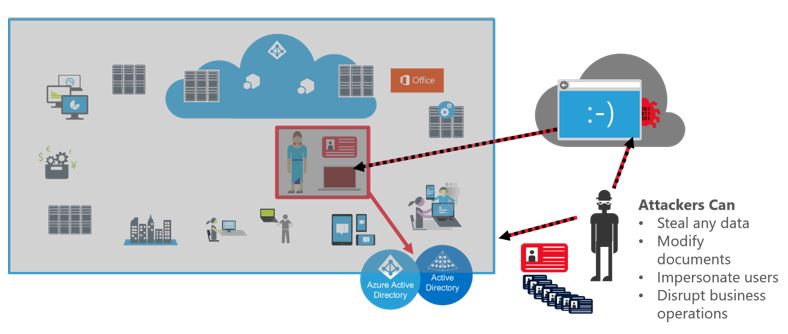 Office
:-)
$ € ¥
Azure Active
Directory
Active
Directory
Attackers Can
• Steal any data
• Modify
documents
• Impersonate users
• Disrupt business
operations